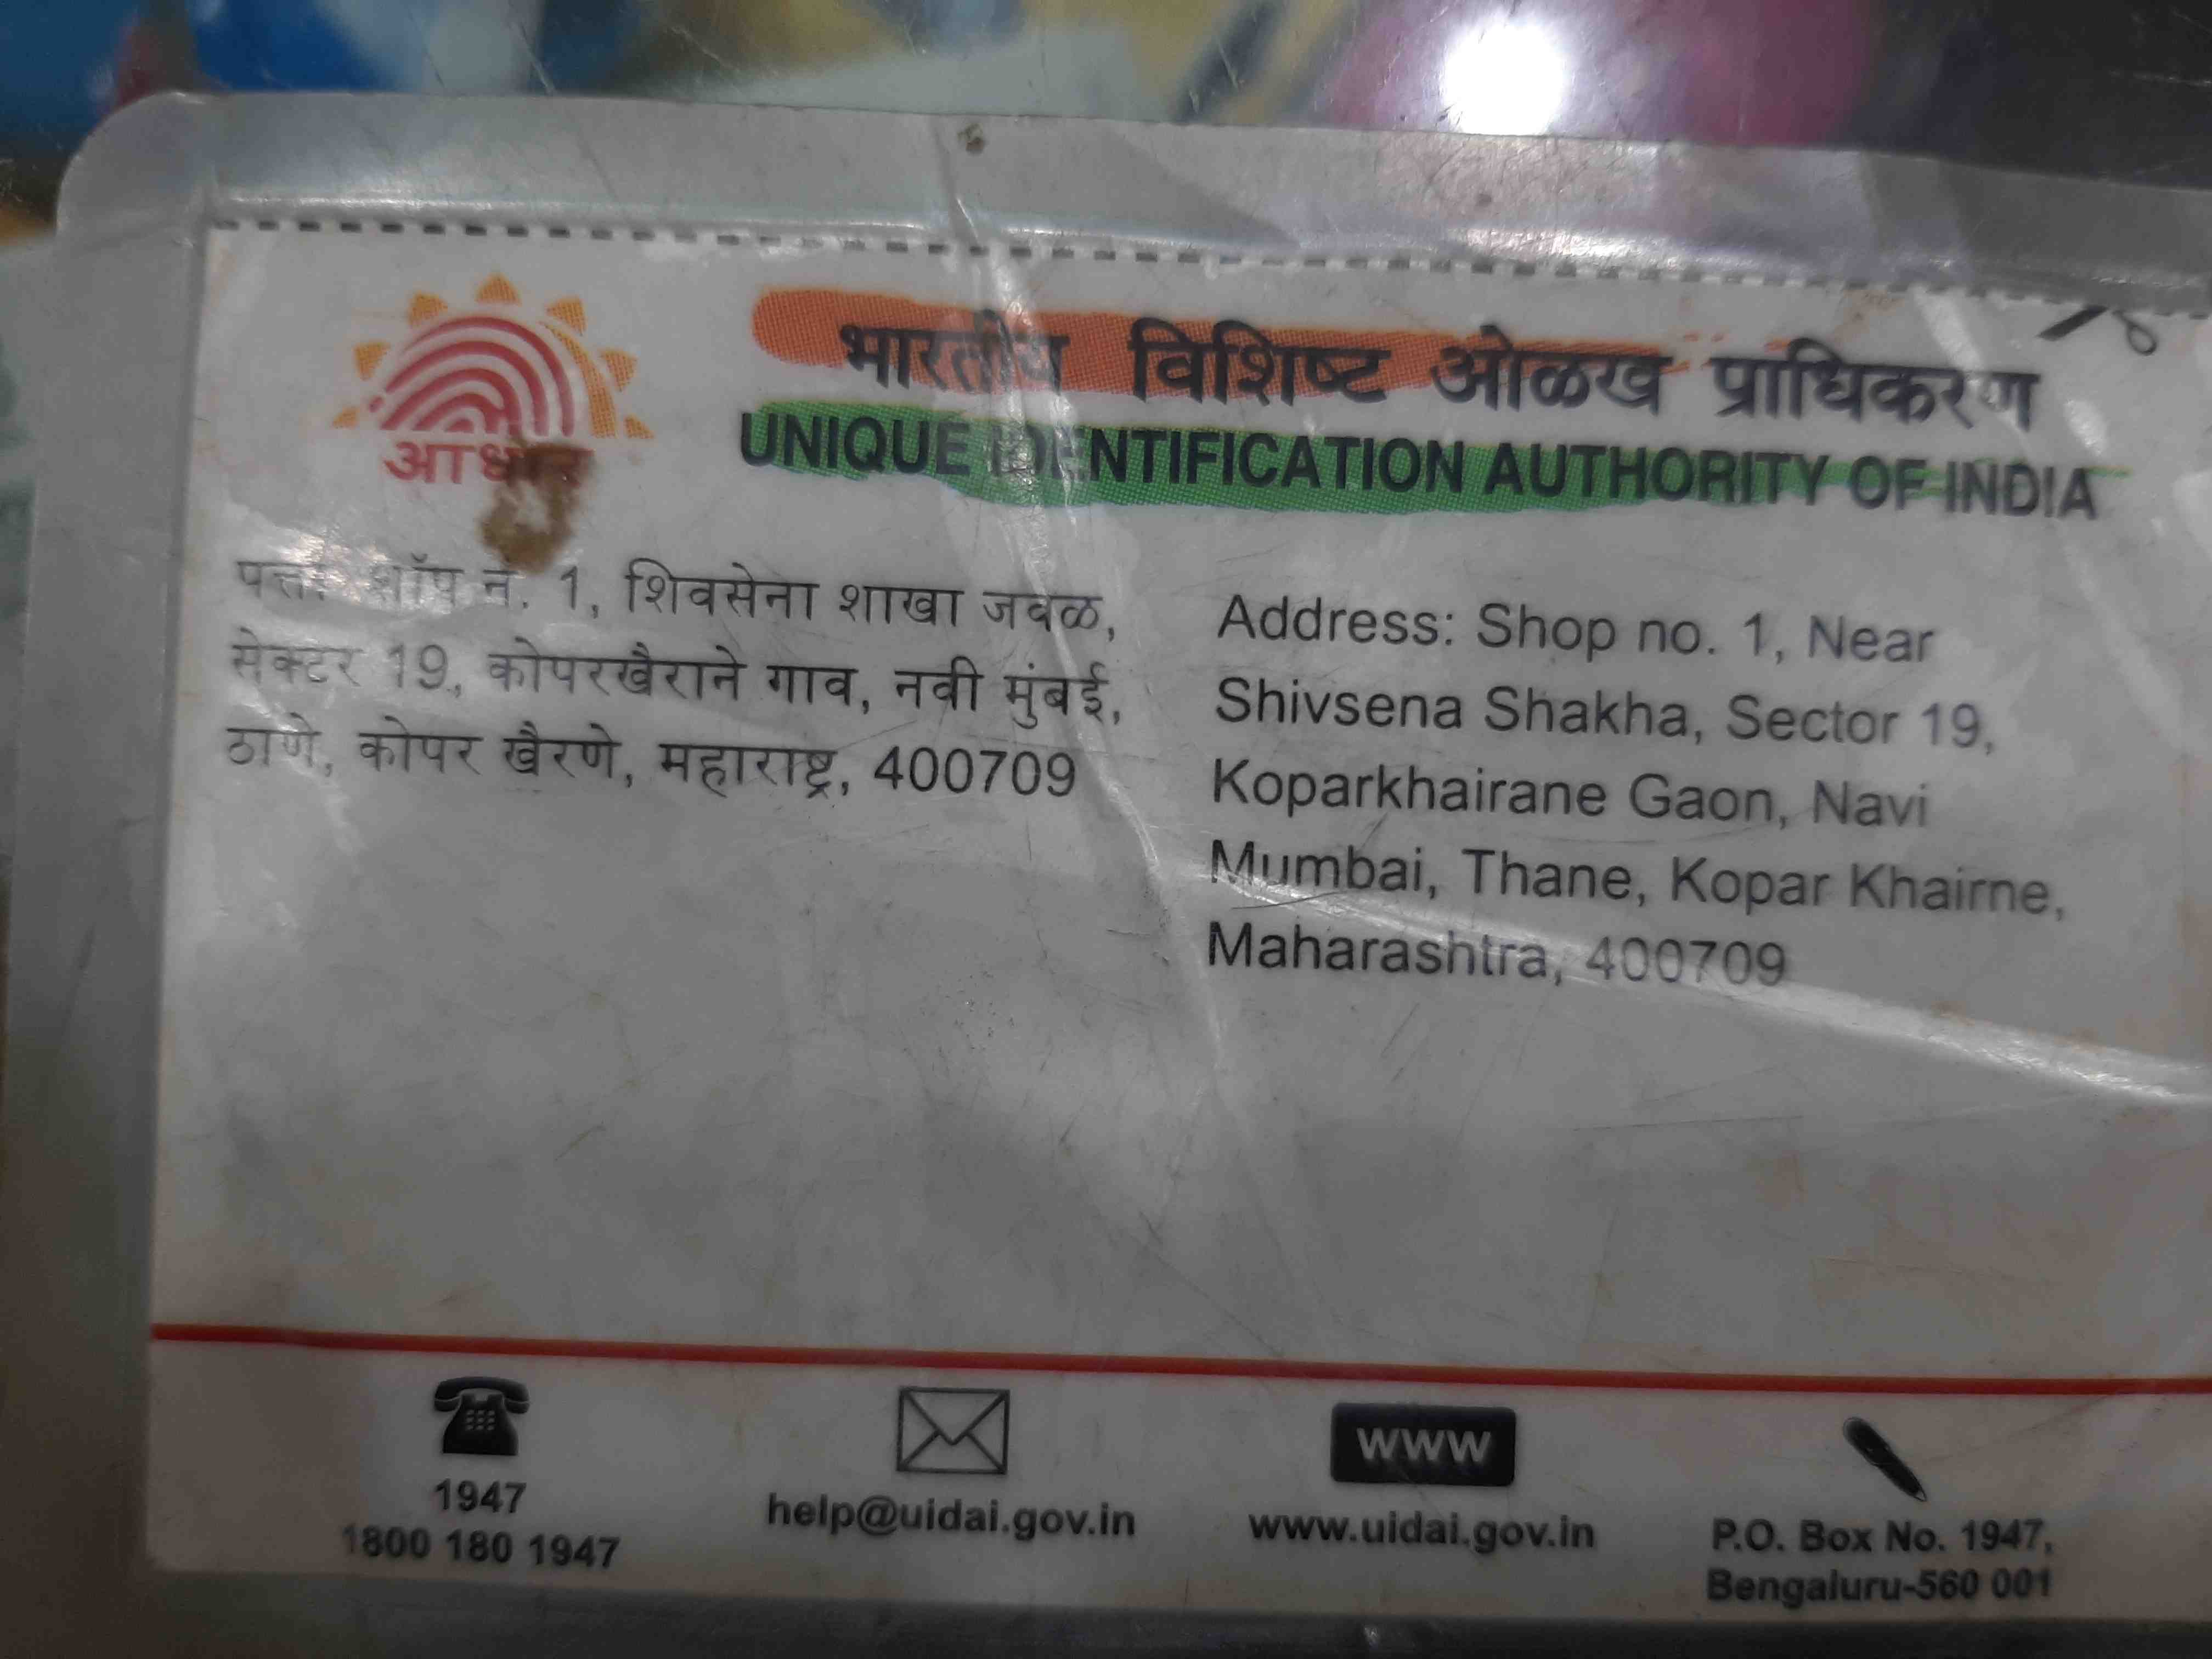 आधार
भारतीय विशिष्ट ओळख प्राधिकरण
UNIQUE IDENTIFICATION AUTHORITY OF INDIA
पत्ता: शॉप नं. 1, शिवसेना शाखा जवळ,
सेक्टर 19, कोपरखैराने गाव, नवी मुंबई,
ठाणे, कोपर खैरणे, महाराष्ट्र, 400709
Address: Shop no. 1, Near
Shivsena Shakha, Sector 19,
Koparkhairane Gaon, Navi
Mumbai, Thane, Kopar Khairne,
Maharashtra, 400709
1947
1800 180 1947
help@uidai.gov.in
WWW
www.uidai.gov.in
P.O. Box No. 1947,
Bengaluru-560 001